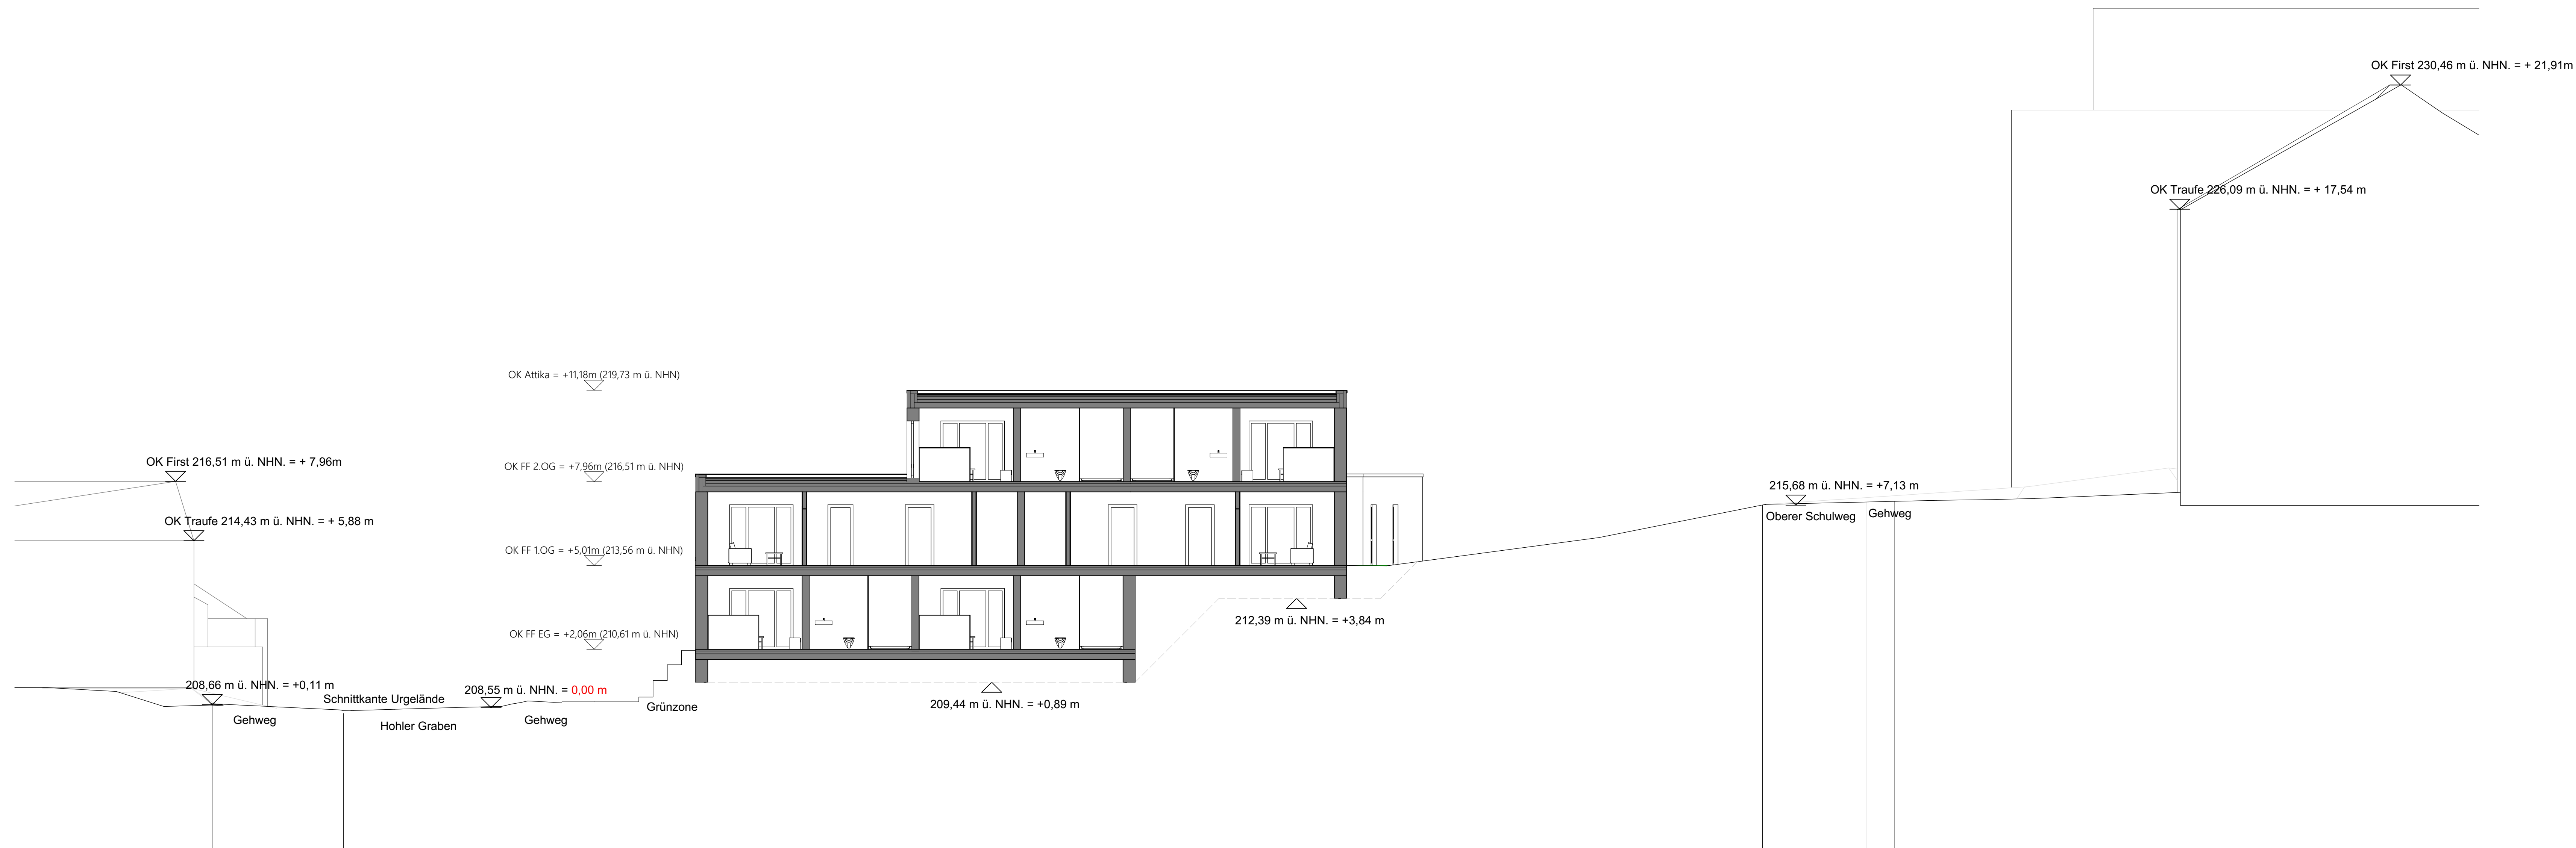 OK First 230,46 m ü. NHN. = + 21,91m
OK Traufe 226,09 m ü. NHN. = + 17,54 m
OK Attika = +11,18m (219,73 m ü. NHN)
OK First 216,51 m ü. NHN. = + 7,96m
OK FF 2.OG = +7,96m (216,51 m ü. NHN)
215,68 m ü. NHN. = +7,13 m
Oberer Schulweg
Gehweg
OK Traufe 214,43 m ü. NHN. = + 5,88 m
OK FF 1.OG = +5,01m (213,56 m ü. NHN)
212,39 m ü. NHN. = +3,84 m
OK FF EG = +2,06m (210,61 m ü. NHN)
208,66 m ü. NHN. = +0,11 m
Gehweg
Schnittkante Urgelände
Hohler Graben
208,55 m ü. NHN. = 0,00 m
Gehweg
Grünzone
209,44 m ü. NHN. = +0,89 m